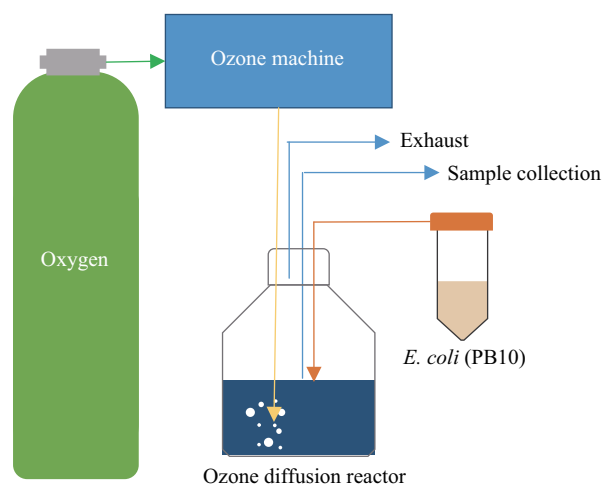 Ozone machine
Exhaust
Sample collection
Oxygen
E. coli (PB10)
Ozone diffusion reactor